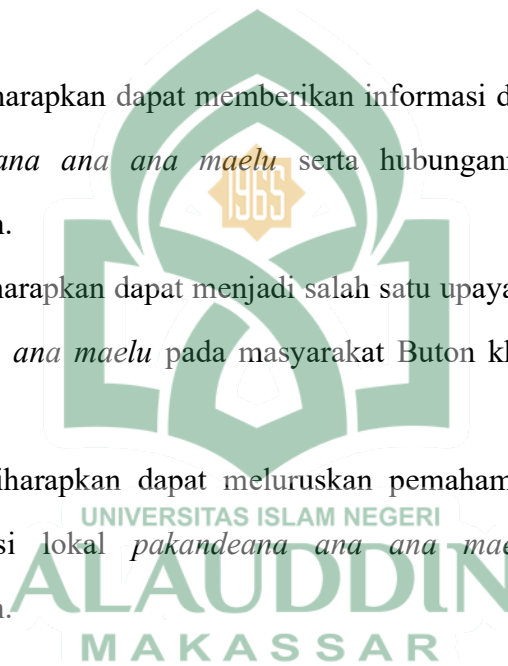 harapkan dapat memberikan informasi d
ana ana ana maelu serta hubungan
1965
n.
harapkan dapat menjadi salah satu upaya
ana maelu pada masyarakat Buton kh
iharapkan dapat meluruskan pemaham
UNIVERSITAS ISLAM NEGERI
si lokal pakandeana ana ana mae
ALAUDDIN
n.
MAKASSAR